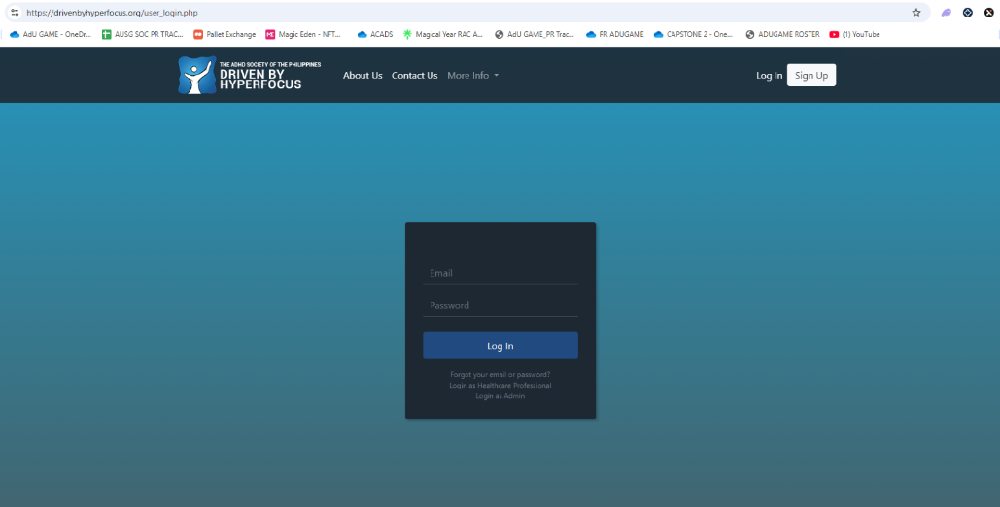 https://drivenbyhyperfocus.org/user_login.php
AdU GAME - OneDr... AUSG SOC PR TRAC... Pallet Exchange ME Magic Eden - NFT... ACADS Magical Year RAC A... AdU GAME_PR Trac... PR ADUGAME CAPSTONE 2 - One... ADUGAME ROSTER (1) YouTube
THE ADHD SOCIETY OF THE PHILIPPINES
DRIVEN BY
HYPERFOCUS
About Us Contact Us More Info Log In Sign Up
Email
Password
Log In
Forgot your email or password?
Login as Healthcare Professional
Login as Admin